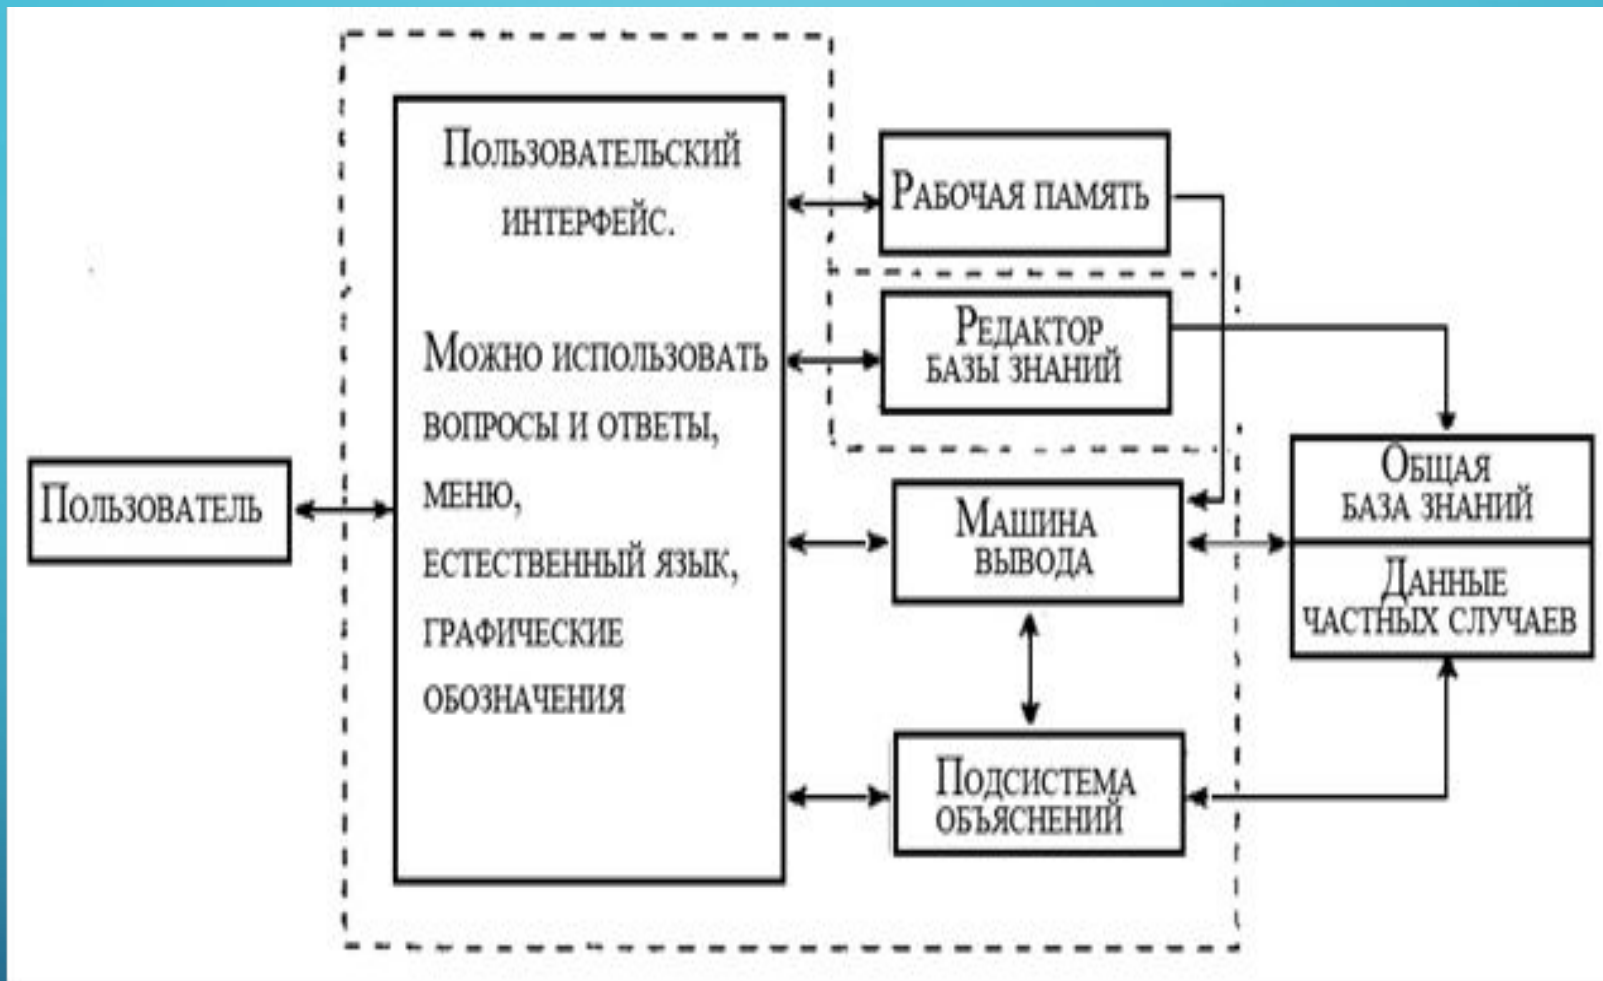 Пользовательский
интерфейс.
Можно использовать
вопросы и ответы,
меню,
естественный язык,
графические
обозначения
Пользователь
Рабочая память
Редактор
базы знаний
Машина
вывода
Подсистема
объяснений
Общая
база знаний
Данные
частных случаев